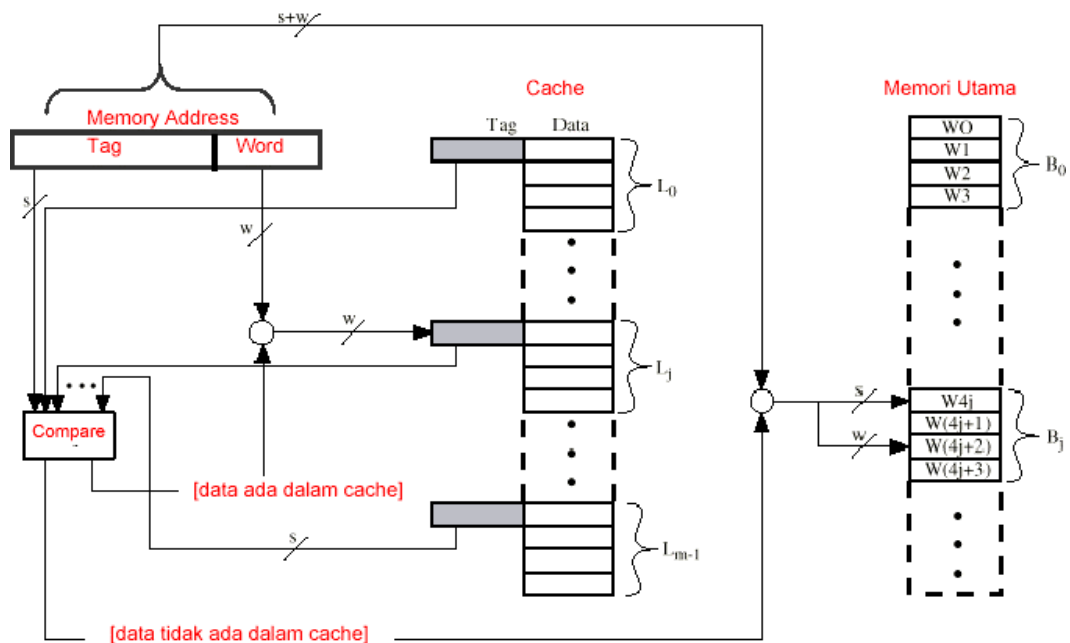 s+w
Cache
Memori Utama
Memory Address
Tag Word
Tag Data
s
w
L0
W0
W1
W2
W3
B0
w
Lj
Compare
[data ada dalam cache]
s
w
W4j
W(4j+1)
W(4j+2)
W(4j+3)
Bj
s
Lm-1
[data tidak ada dalam cache]